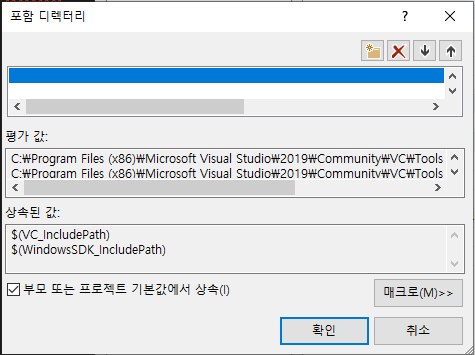 포함 디렉터리
평가 값:
C:₩Program Files (x86)₩Microsoft Visual Studio₩2019₩Community₩VC₩Tools
C:₩Program Files (x86)₩Microsoft Visual Studio₩2019₩Community₩VC₩Tools
상속된 값:
$(VC_IncludePath)
$(WindowsSDK_IncludePath)
부모 또는 프로젝트 기본값에서 상속(I)
매크로(M)>>
확인
취소